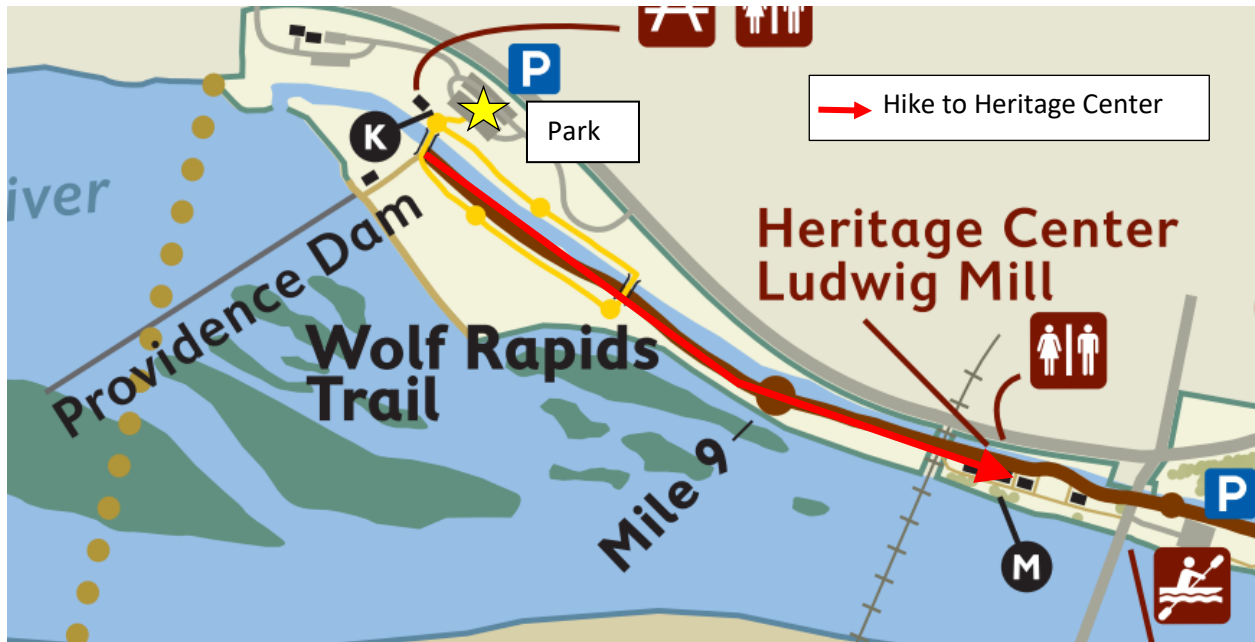 P
Park
Hike to Heritage Center
K
iver
Providence Dam
Heritage Center
Ludwig Mill
Wolf Rapids
Trail
Mile 9
P
M